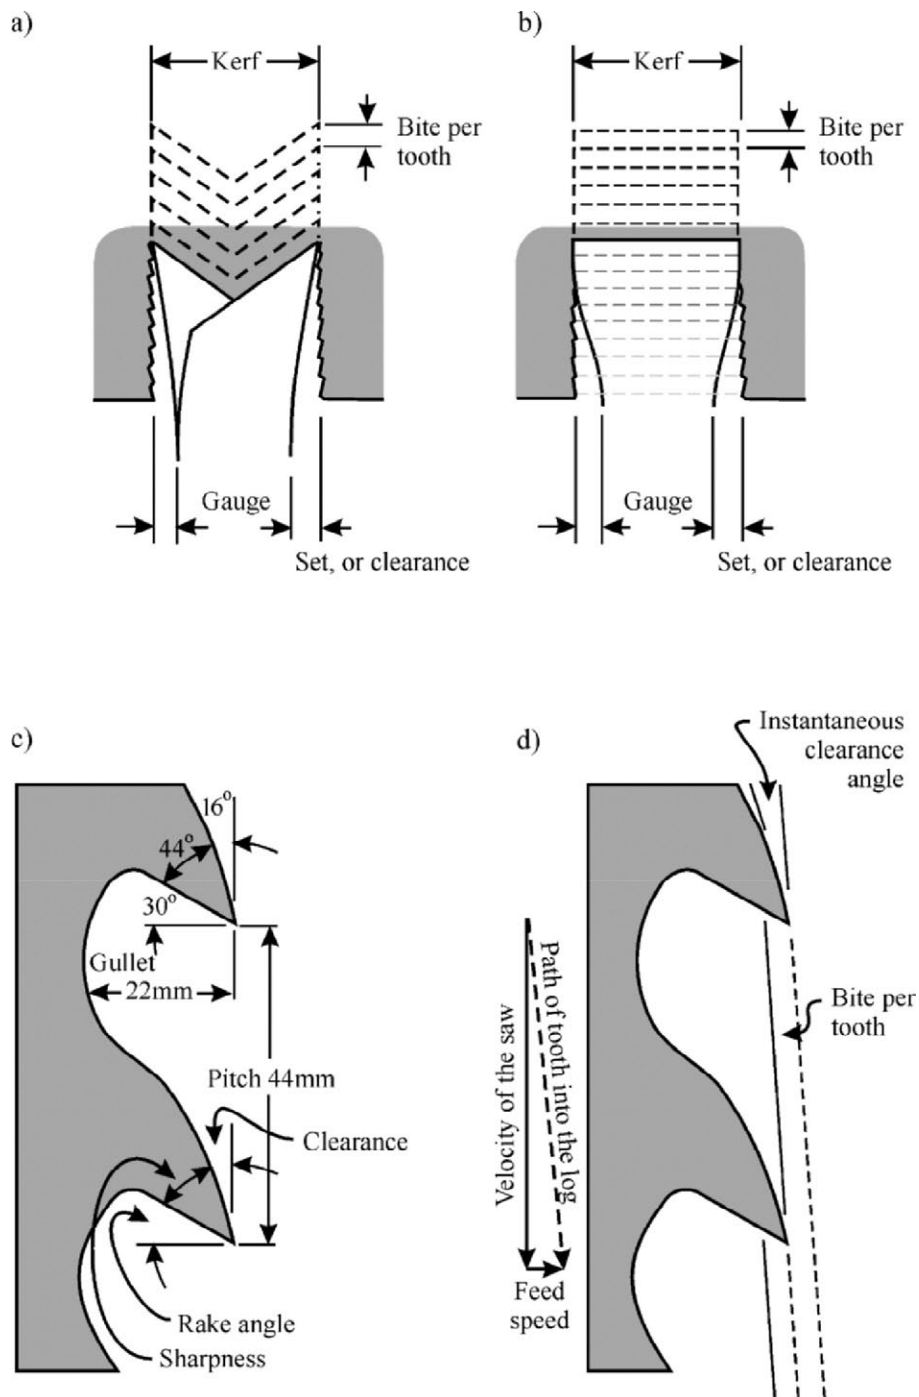 a)
Kerf
Bite per
tooth
Gauge
Set, or clearance
b)
Kerf
Bite per
tooth
Gauge
Set, or clearance
c)
16°
44°
30°
Gullet
22mm
Pitch 44mm
Clearance
Rake angle
Sharpness
d)
Instantaneous
clearance
angle
Velocity of the saw
Path of tooth into the log
Bite per
tooth
Feed
speed